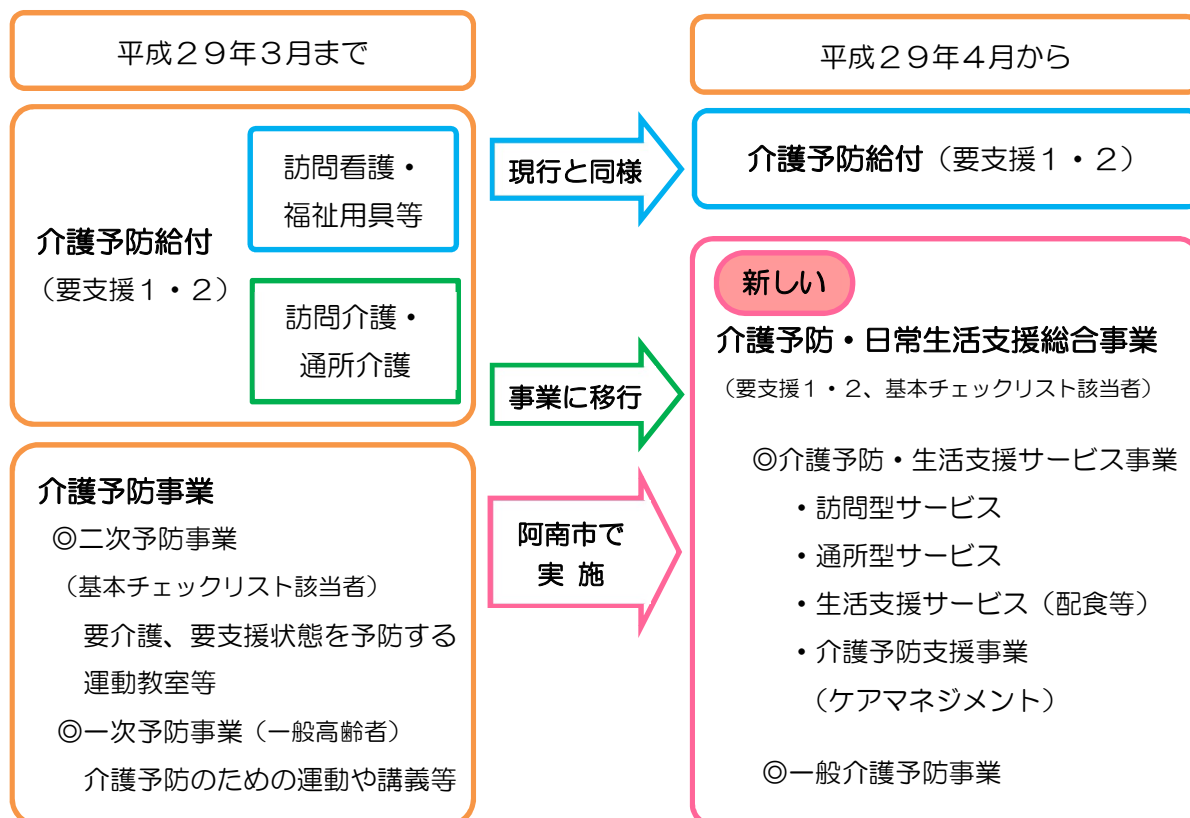 平成２９年３月まで
介護予防給付
（要支援１・２）
訪問看護・
福祉用具等
訪問介護・
通所介護
介護予防事業
◎二次予防事業
（基本チェックリスト該当者）
要介護、要支援状態を予防する
運動教室等
◎一次予防事業（一般高齢者）
介護予防のための運動や講義等
現行と同様
事業に移行
阿南市で
実 施
平成２９年４月から
介護予防給付（要支援１・２）
新しい
介護予防・日常生活支援総合事業
（要支援１・２、基本チェックリスト該当者）
◎介護予防・生活支援サービス事業
・訪問型サービス
・通所型サービス
・生活支援サービス（配食等）
・介護予防支援事業
（ケアマネジメント）
◎一般介護予防事業